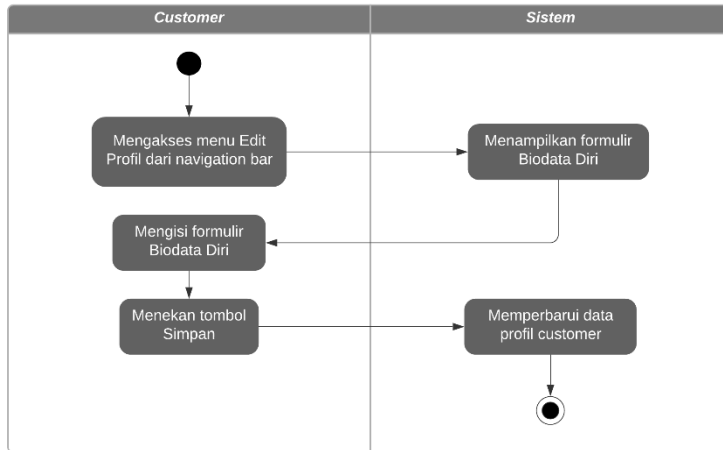 Customer
Sistem
Mengakses menu Edit
Profil dari navigation bar
Menampilkan formulir
Biodata Diri
Mengisi formulir
Biodata Diri
Menekan tombol
Simpan
Memperbarui data
profil customer